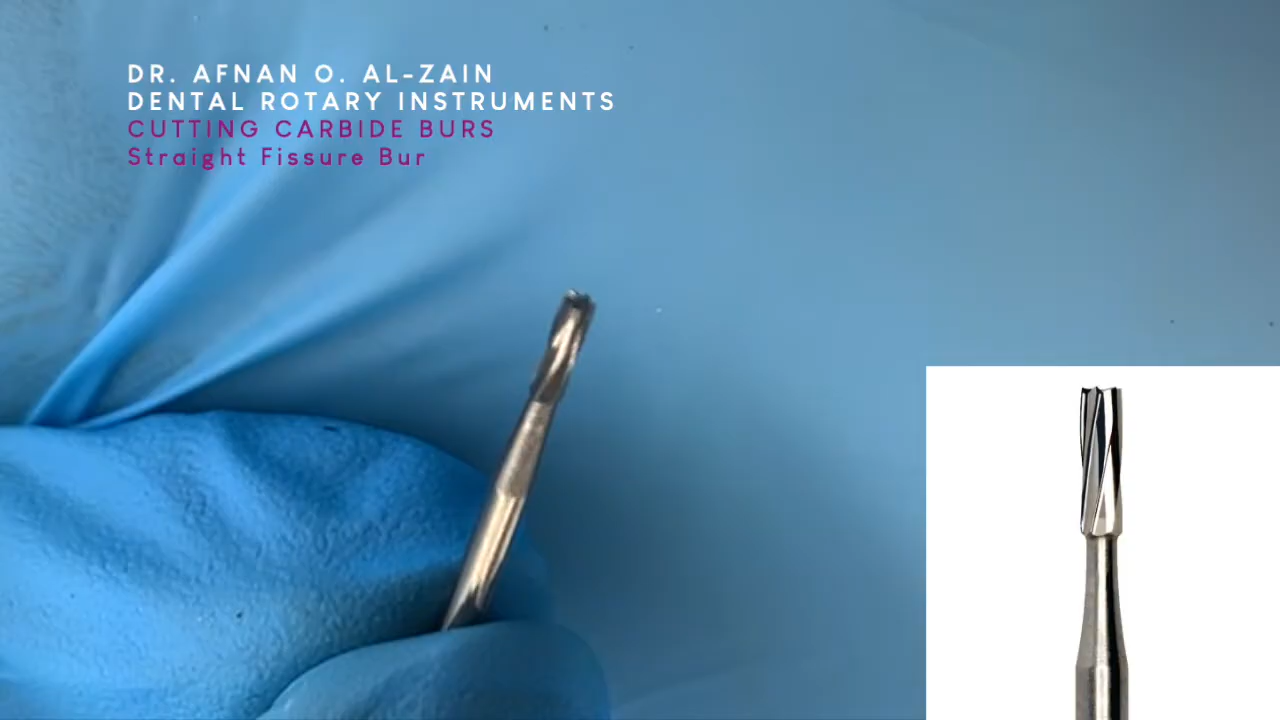 DR. AFNAN O. AL-ZAIN
DENTAL ROTARY INSTRUMENTS
CUTTING CARBIDE BURS
Straight Fissure Bur